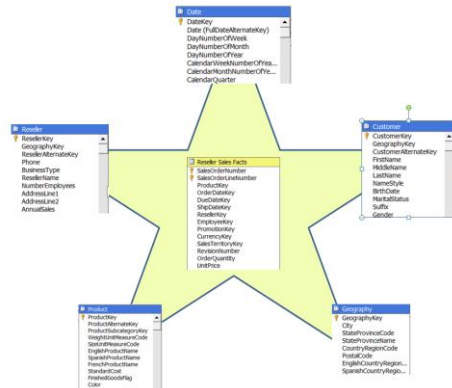 Date
DateKey
Date (FullDateAlternateKey)
DayNumberOfWeek
DayNumberOfMonth
DayNumberOfYear
CalendarWeekNumberOfYea...
CalendarMonthNumberOfYe...
CalendarQuarter
Reseller
ResellerKey
GeographyKey
ResellerAlternateKey
Phone
BusinessType
ResellerName
NumberEmployees
AddressLine1
AddressLine2
AnnualSales
Reseller Sales Facts
SalesOrderNumber
SalesOrderLineNumber
ProductKey
OrderDateKey
DueDateKey
ShipDateKey
ResellerKey
EmployeeKey
PromotionKey
CurrencyKey
SalesTerritoryKey
RevisionNumber
OrderQuantity
UnitPrice
Customer
CustomerKey
GeographyKey
CustomerAlternateKey
FirstName
MiddleName
LastName
NameStyle
BirthDate
MaritalStatus
Suffix
Gender
Product
ProductKey
ProductAlternateKey
ProductSubcategoryKey
WeightUnitMeasureCode
SizeUnitMeasureCode
EnglishProductName
SpanishProductName
FrenchProductName
StandardCost
FinishedGoodsFlag
Color
Geography
GeographyKey
City
StateProvinceCode
StateProvinceName
CountryRegionCode
PostalCode
EnglishCountryRegion...
SpanishCountryRegio...